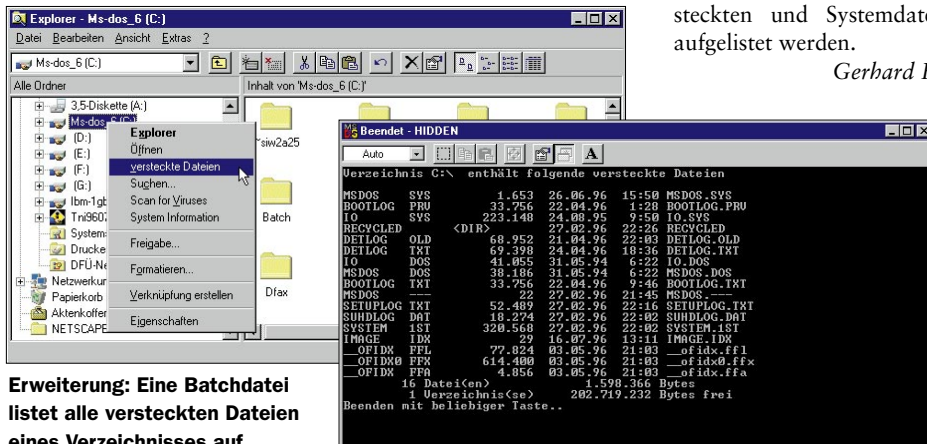 steckten und Systemdate
aufgelistet werden.
Gerhard
Explorer - Ms-dos_6 (C:)
Datei Bearbeiten Ansicht Extras ?
Ms-dos_6 (C:)
Alle Ordner
Inhalt von 'Ms-dos_6 (C:)'
3,5-Diskette (A:)
Ms-dos_6 (C:)
(D:)
(E:)
(F:)
(G:)
Ibm-1gb
Tni960
System
Drucke
DFÜ-Ne
Netzwerkum
Papierkorb
Aktenkoffer
NETSCAPE
Explorer
Öffnen
versteckte Dateien
Suchen...
Scan for Viruses
System Information
Freigabe...
Formatieren...
Verknüpfung erstellen
Eigenschaften
~siw2a25
Batch
Dfax
Beendet - HIDDEN
Auto
A
Verzeichnis C:\ enthält folgende versteckte Dateien
MSDOS SYS 1.653 26.06.96 15:50 MSDOS.SYS
BOOTLOG PRV 33.756 22.04.96 1:28 BOOTLOG.PRV
IO SYS 223.148 24.08.95 9:50 IO.SYS
RECYCLED <DIR> 27.02.96 22:26 RECYCLED
DETLOG OLD 68.952 21.04.96 22:03 DETLOG.OLD
DETLOG TXT 69.398 24.04.96 18:36 DETLOG.TXT
IO DOS 41.055 31.05.94 6:22 IO.DOS
MSDOS DOS 38.186 31.05.94 6:22 MSDOS.DOS
BOOTLOG TXT 33.756 22.04.96 9:46 BOOTLOG.TXT
MSDOS --- 22 27.02.96 21:45 MSDOS.---
SETUPLOG TXT 52.489 27.02.96 22:16 SETUPLOG.TXT
SUHDLOG DAT 18.274 27.02.96 22:02 SUHDLOG.DAT
SYSTEM 1ST 320.568 27.02.96 22:02 SYSTEM.1ST
IMAGE IDX 29 16.07.96 13:11 IMAGE.IDX
__OFIDX FFL 77.824 03.05.96 21:03 __ofidx.ffl
__OFIDX0 FFX 614.400 03.05.96 21:03 __ofidx0.ffx
__OFIDX FFA 4.856 03.05.96 21:03 __ofidx.ffa
16 Datei(en) 1.598.366 Bytes
1 Verzeichnis(se) 202.719.232 Bytes frei
Beenden mit beliebiger Taste..
Erweiterung: Eine Batchdatei
listet alle versteckten Dateien
eines Verzeichnisses auf